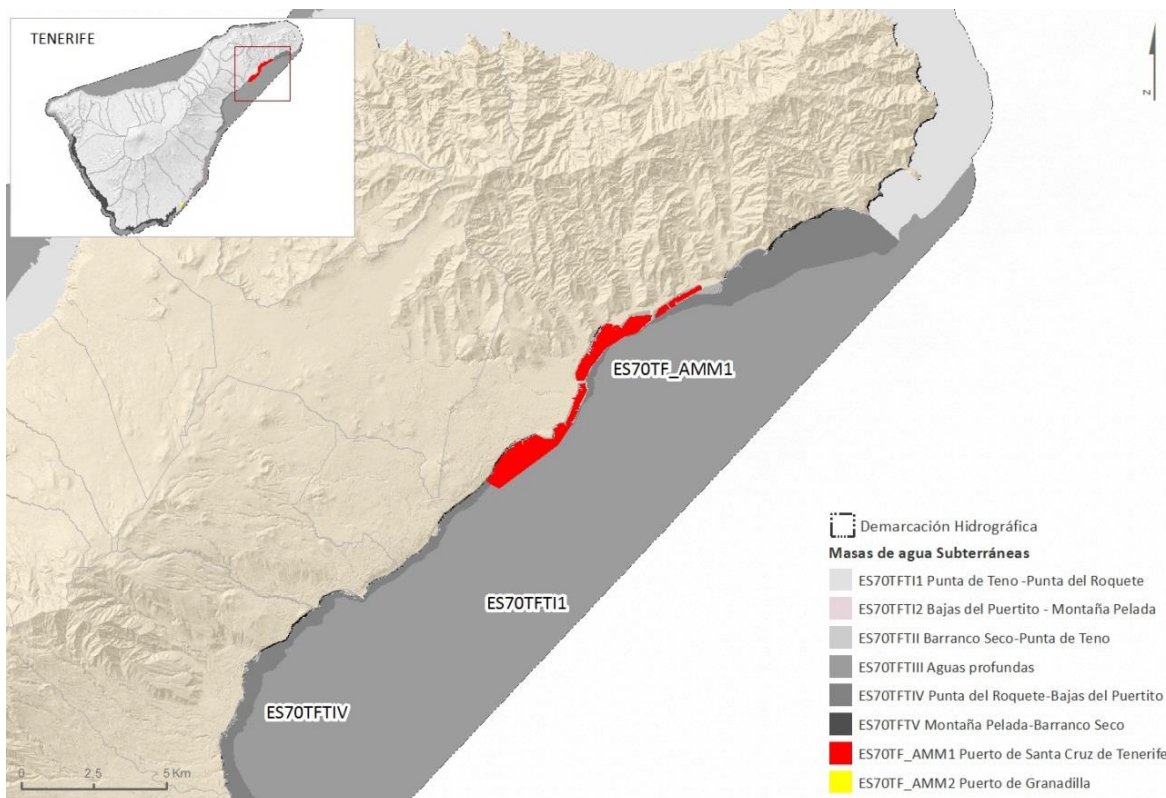 TENERIFE
N
ES70TF_AMM1
ES70TFTI1
ES70TFTIV
0 2,5 5 Km
Demarcación Hidrográfica
Masas de agua Subterráneas
ES70TFTI1 Punta de Teno -Punta del Roquete
ES70TFTI2 Bajas del Puertito - Montaña Pelada
ES70TFTII Barranco Seco-Punta de Teno
ES70TFTIII Aguas profundas
ES70TFTIV Punta del Roquete-Bajas del Puertito
ES70TFTV Montaña Pelada-Barranco Seco
ES70TF_AMM1 Puerto de Santa Cruz de Tenerife
ES70TF_AMM2 Puerto de Granadilla